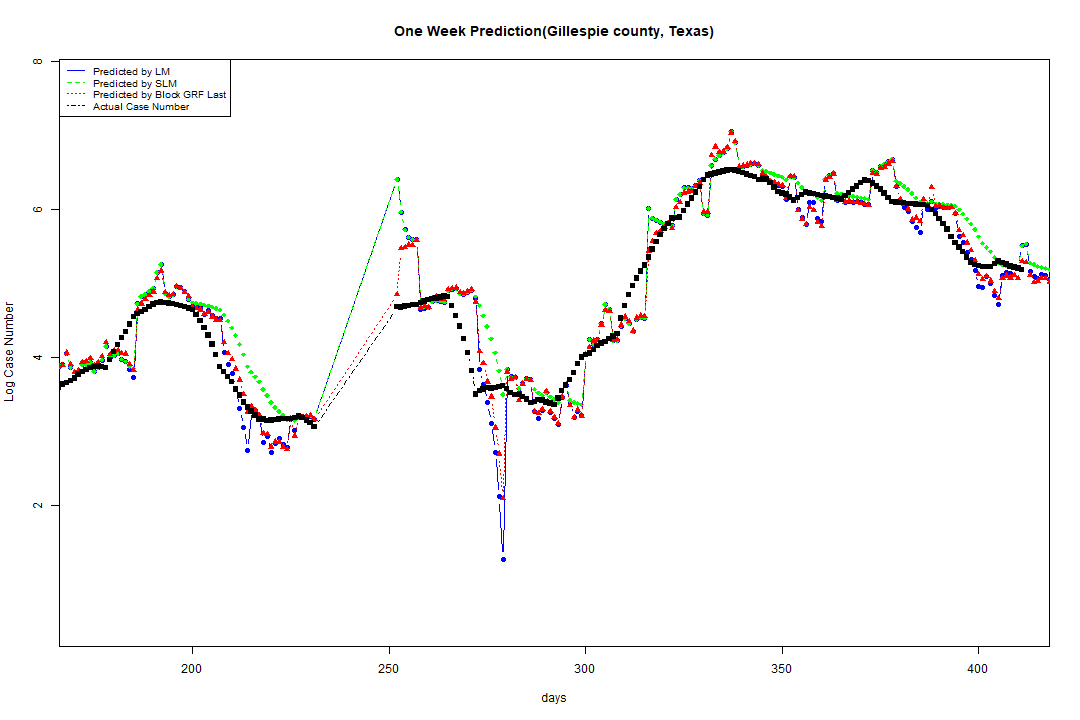 One Week Prediction(Gillespie county, Texas)
Predicted by LM
Predicted by SLM
Predicted by Block GRF Last
Actual Case Number
8
6
4
2
Log Case Number
200 250 300 350 400
days